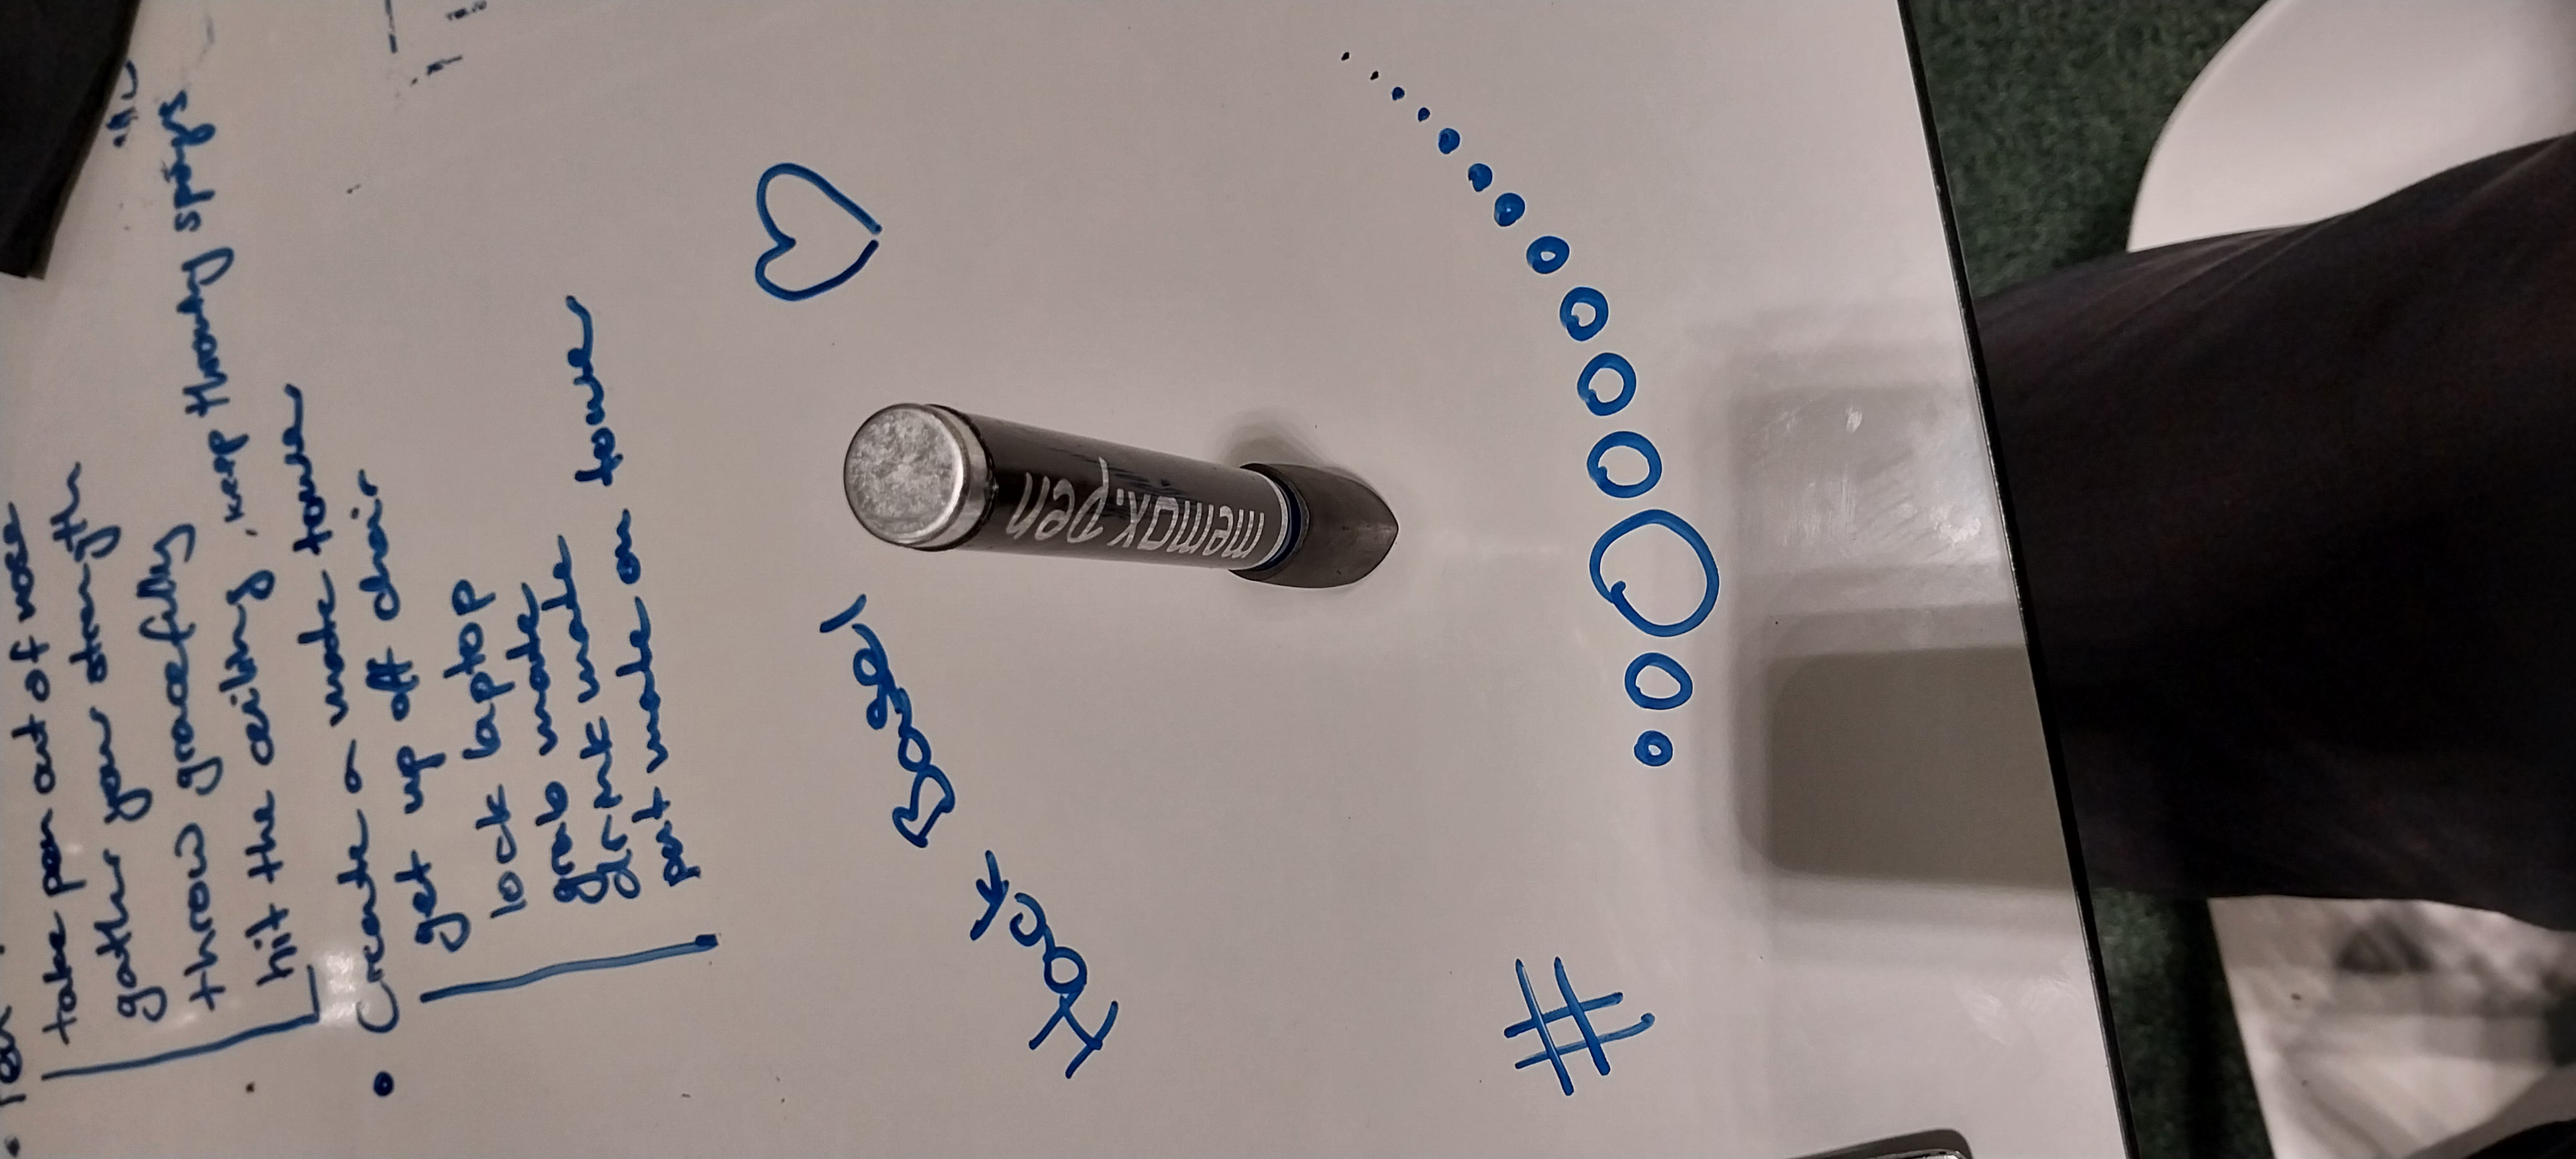 take pen out of nose
gather your strength
throw gracefully
hit the ceiling, keep throwing
• Create a mate tower
get up off chair
lock laptop
grab mate
drink mate
put mate on tower
Hack Basel
memax.pen
#